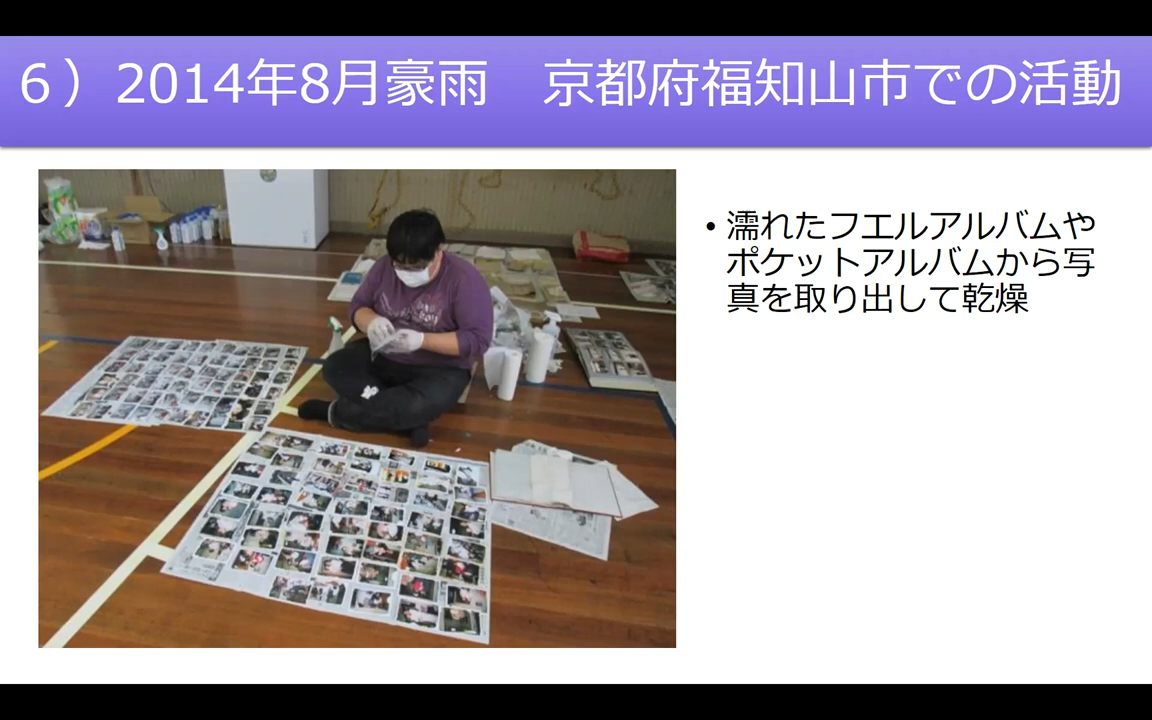 ６）2014年8月豪雨　京都府福知山市での活動
• 濡れたフエルアルバムや
ポケットアルバムから写
真を取り出して乾燥